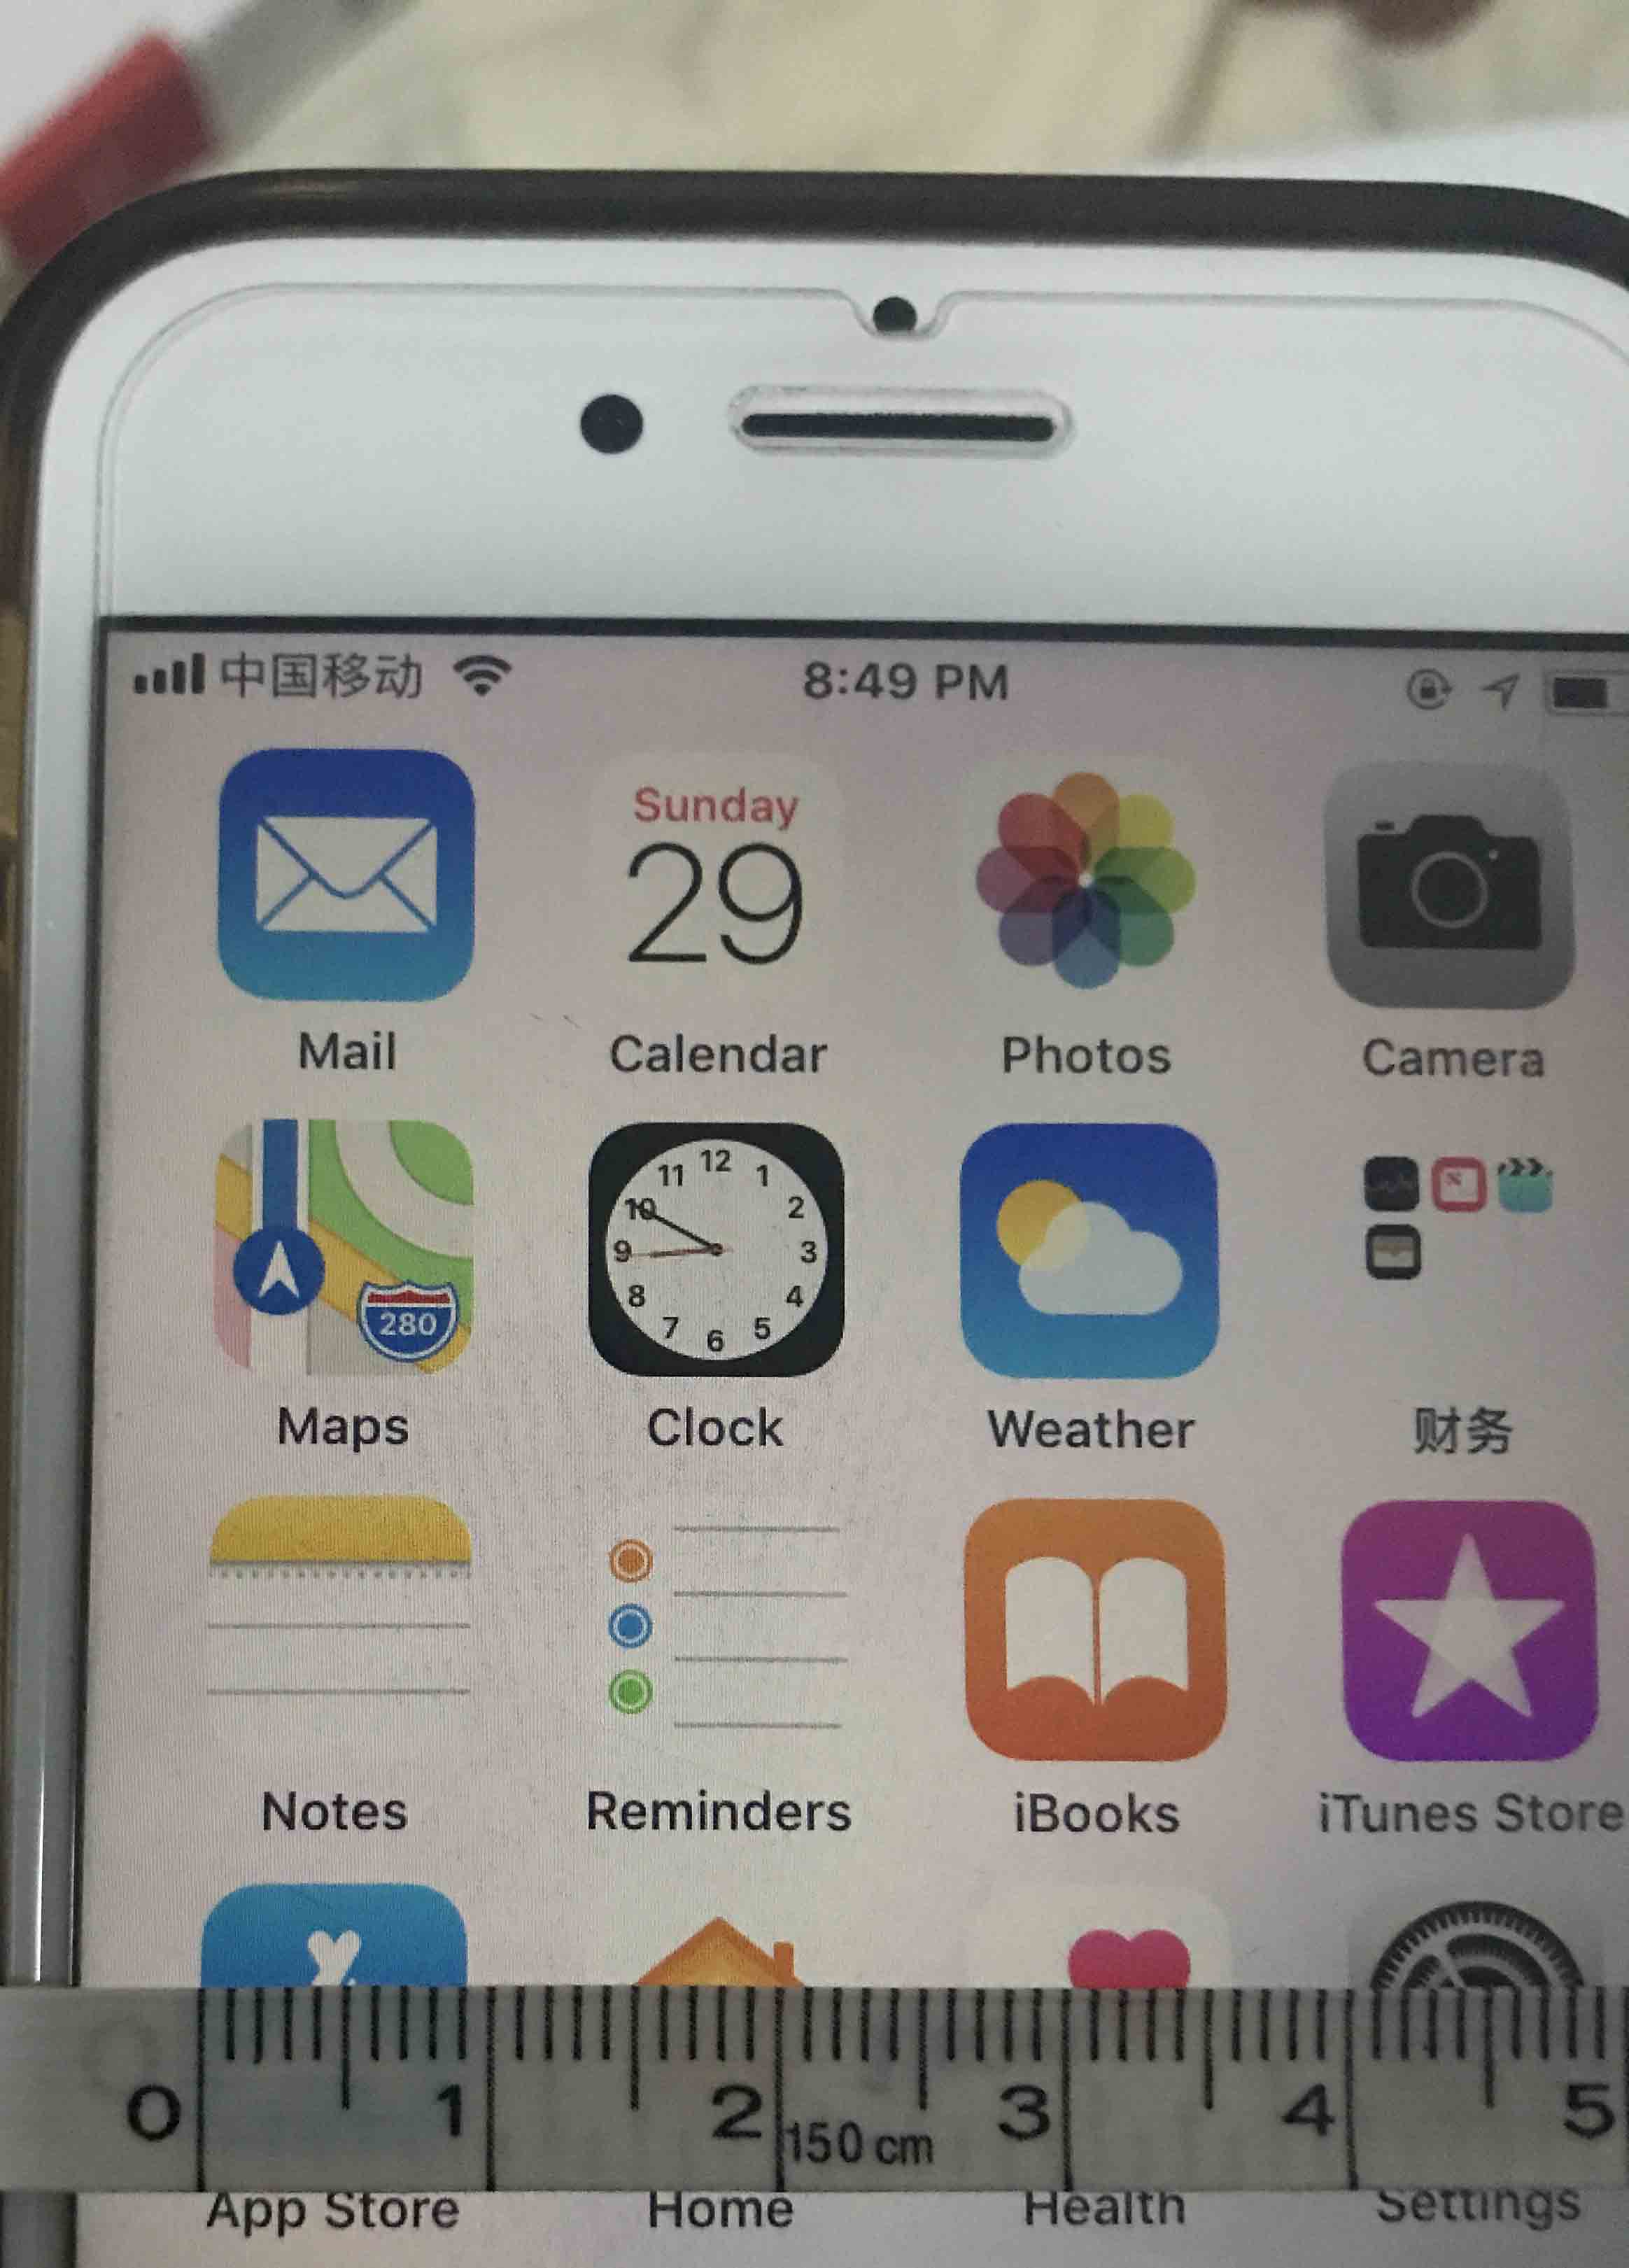 中国移动 8:49 PM
Sunday
29
Mail Calendar Photos Camera
12
11 1
10 2
9 3
8 4
7 5
6
280
Maps Clock Weather 财务
Notes Reminders iBooks iTunes Store
0 1 2 3 4 5
150 cm
App Store Home Health Settings